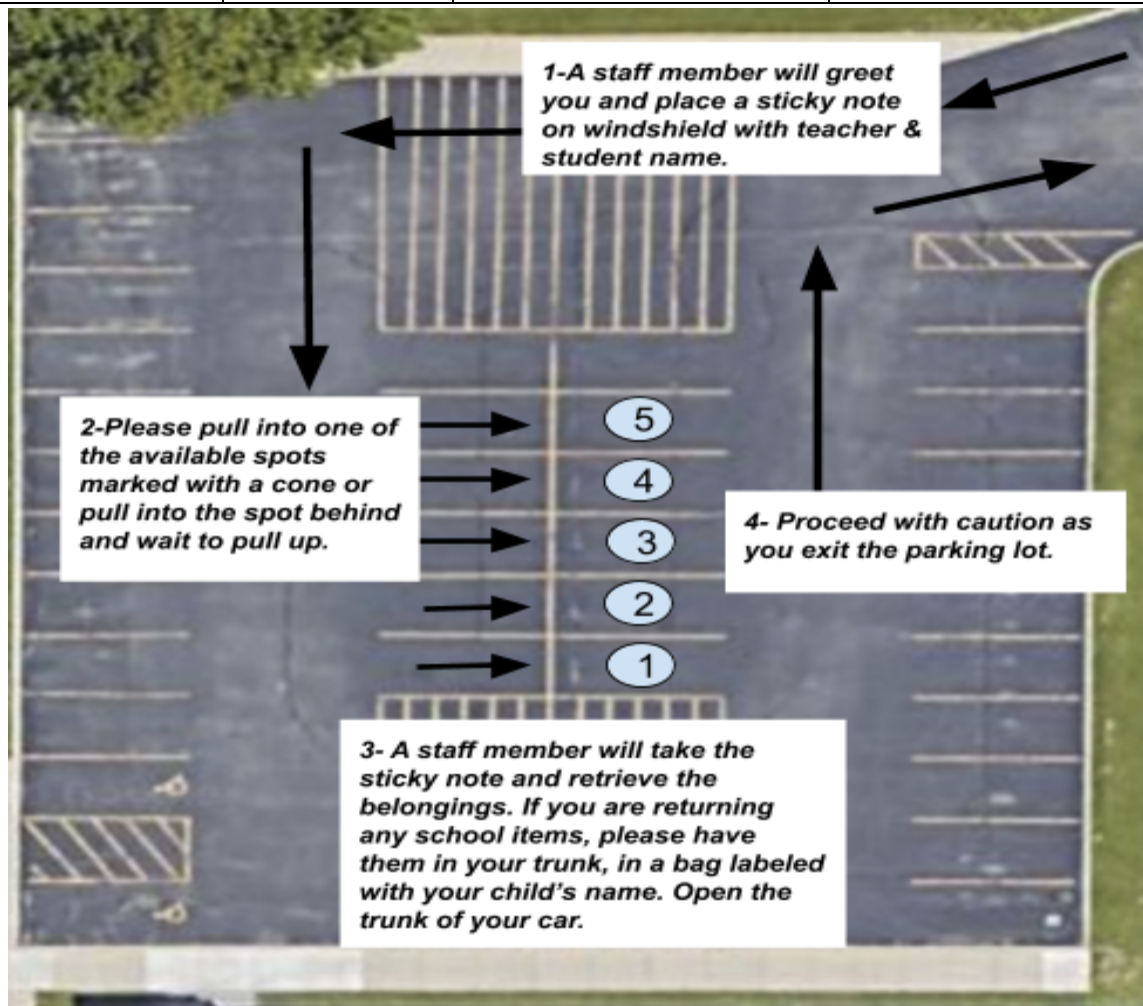 1-A staff member will greet
you and place a sticky note
on windshield with teacher &
student name.
2-Please pull into one of
the available spots
marked with a cone or
pull into the spot behind
and wait to pull up.
5
4
3
2
1
4- Proceed with caution as
you exit the parking lot.
3- A staff member will take the
sticky note and retrieve the
belongings. If you are returning
any school items, please have
them in your trunk, in a bag labeled
with your child's name. Open the
trunk of your car.